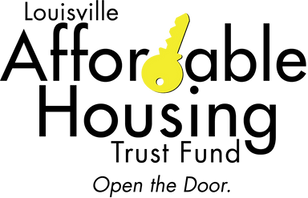 Louisville
Affordable
Housing
Trust Fund
Open the Door.